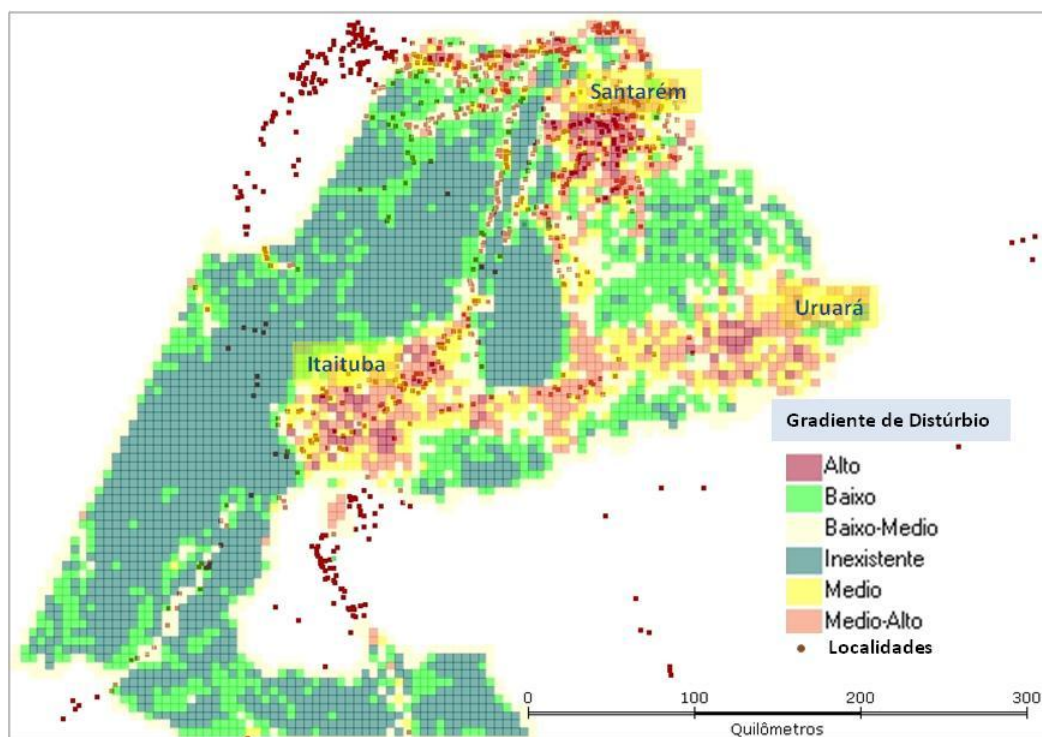 Santarém
Uruará
Itaituba
Gradiente de Distúrbio
Alto
Baixo
Baixo-Medio
Inexistente
Medio
Medio-Alto
Localidades
0 100 200 300
Quilômetros